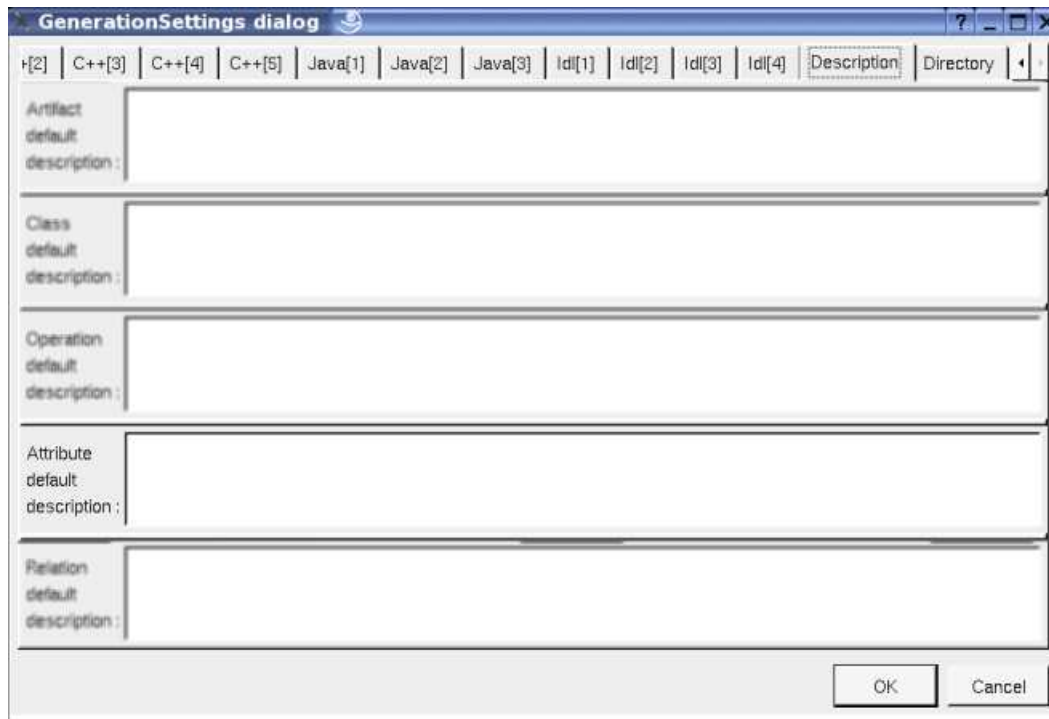 GenerationSettings dialog
+[2] C++[3] C++[4] C++[5] Java[1] Java[2] Java[3] Idl[1] Idl[2] Idl[3] Idl[4] Description Directory
Artifact
default
description :
Class
default
description :
Operation
default
description :
Attribute
default
description :
Relation
default
description :
OK Cancel